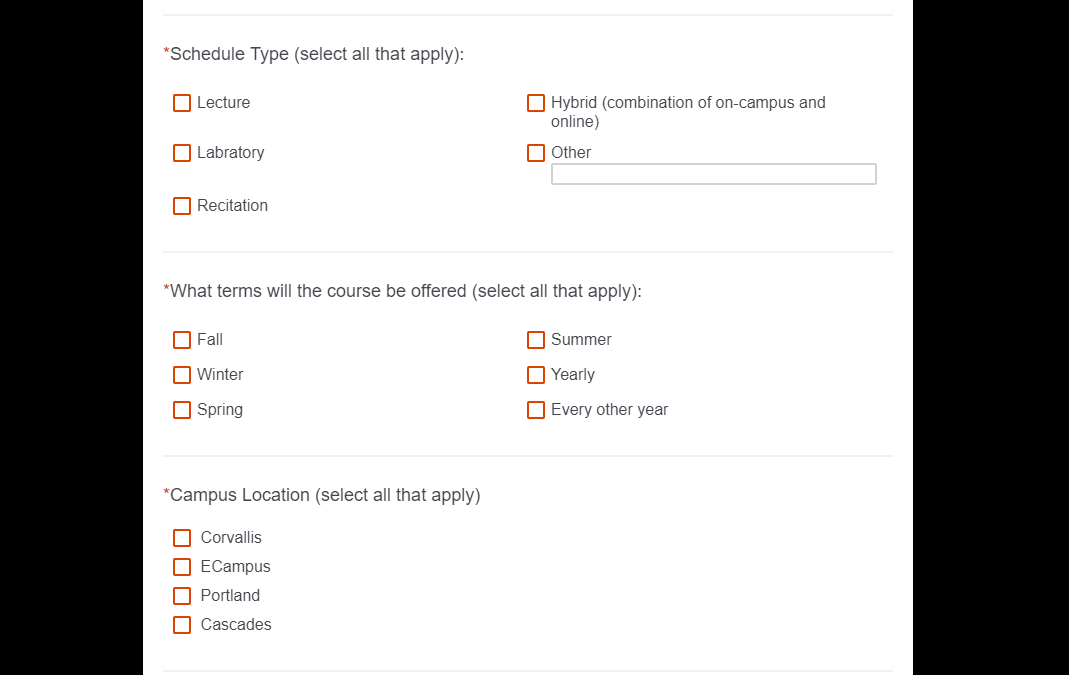 *Schedule Type (select all that apply):
Lecture
Hybrid (combination of on-campus and
online)
Labratory
Other
Recitation
*What terms will the course be offered (select all that apply):
Fall
Summer
Winter
Yearly
Spring
Every other year
*Campus Location (select all that apply)
Corvallis
ECampus
Portland
Cascades